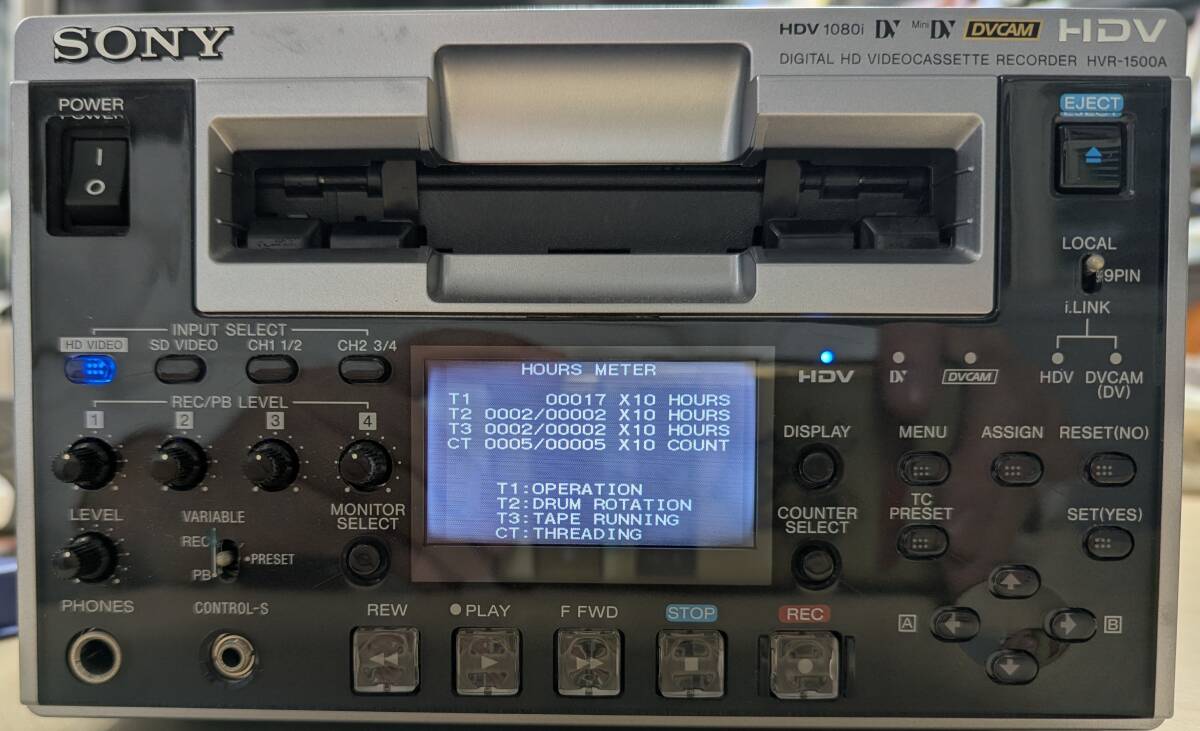 SONY
HDV 1080i DV Mini DV DVCAM HDV
DIGITAL HD VIDEOCASSETTE RECORDER HVR-1500A
POWER
EJECT
LOCAL
9PIN
i.LINK
HDV DVCAM (DV)
INPUT SELECT
HD VIDEO SD VIDEO CH1 1/2 CH2 3/4
REC/PB LEVEL
1 2 3 4
HDV DV DVCAM
HOURS METER
T1 00017 X10 HOURS
T2 0002/00002 X10 HOURS
T3 0002/00002 X10 HOURS
CT 0005/00005 X10 COUNT
T1:OPERATION
T2:DRUM ROTATION
T3:TAPE RUNNING
CT:THREADING
DISPLAY MENU ASSIGN RESET(NO)
LEVEL
VARIABLE
REC
PRESET
PB
MONITOR
SELECT
COUNTER
SELECT
TC
PRESET
SET(YES)
PHONES CONTROL-S REW PLAY F FWD STOP REC
A B